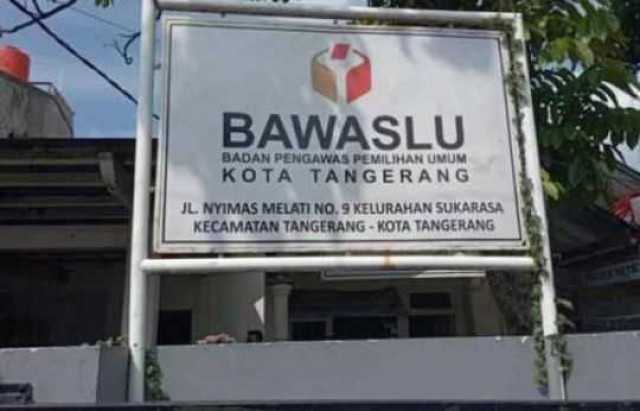 BAWASLU
BADAN PENGAWAS PEMILIHAN UMUM
KOTA TANGERANG
JL. NYIMAS MELATI NO. 9 KELURAHAN SUKARASA
KECAMATAN TANGERANG - KOTA TANGERANG